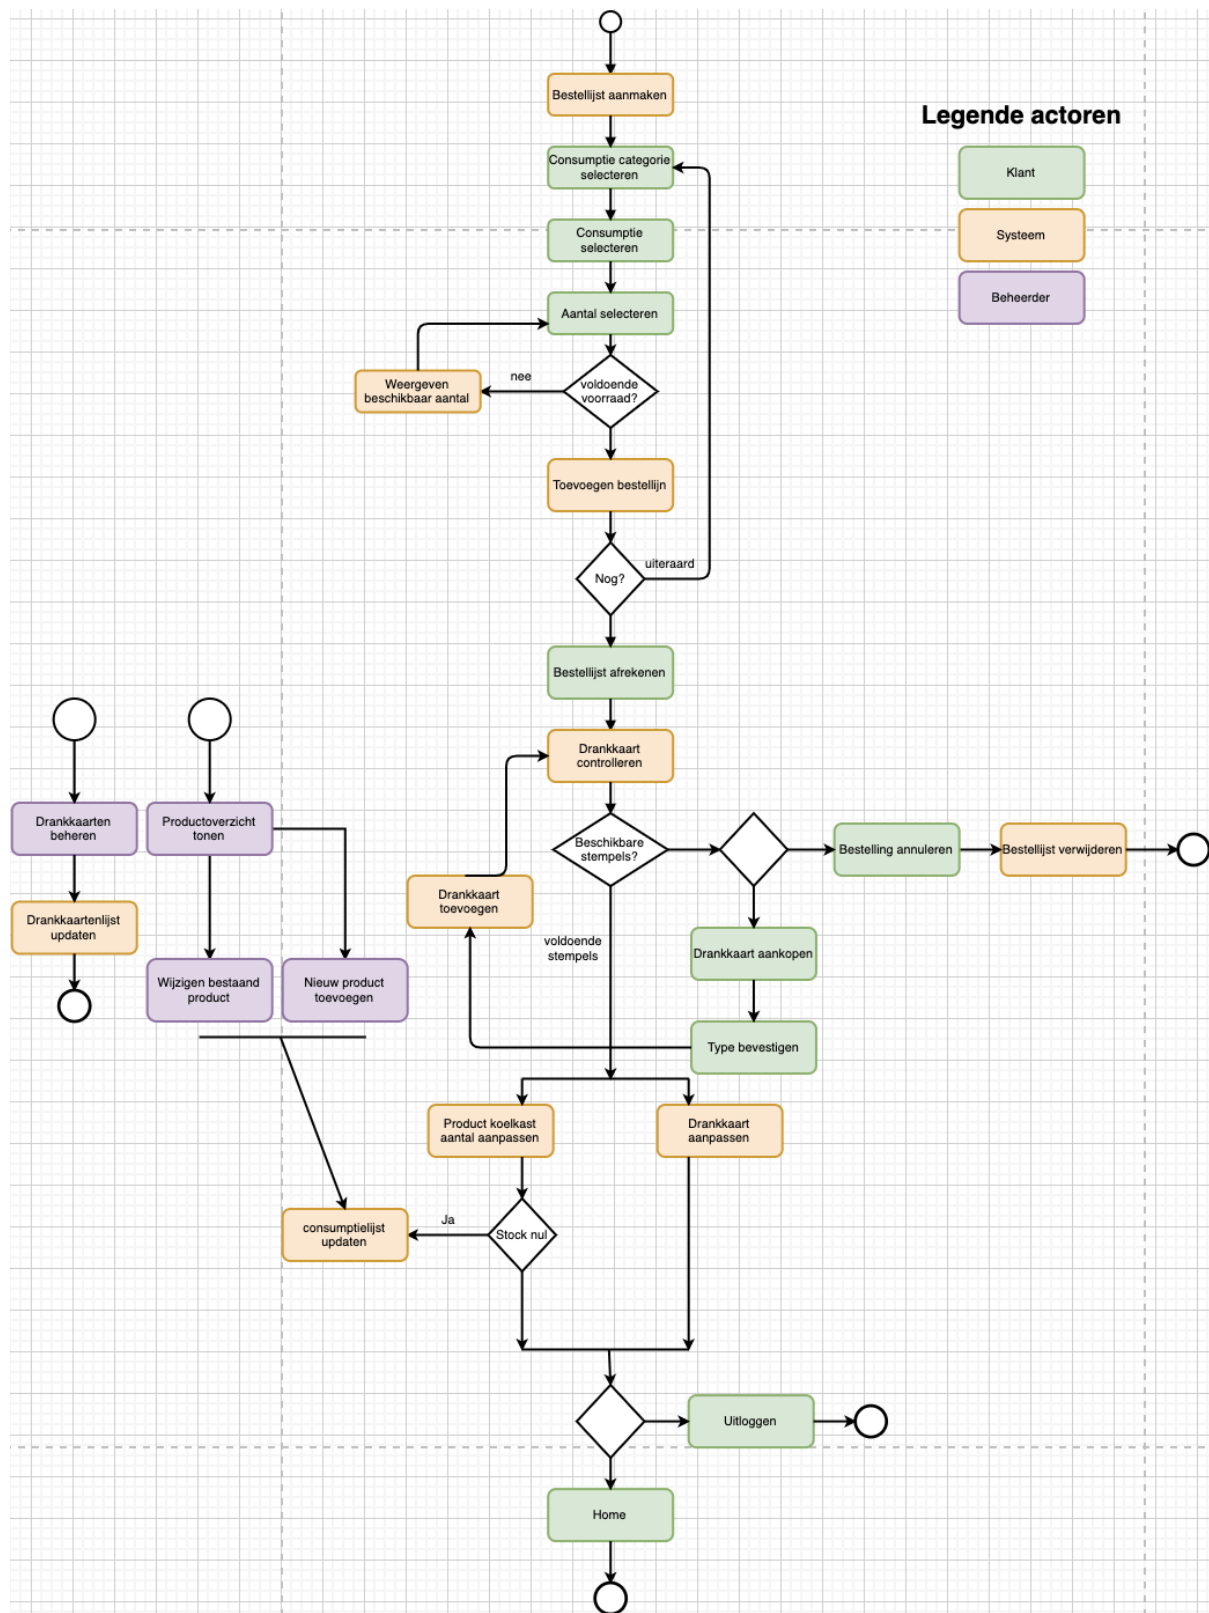 Bestellijst aanmaken
Legende actoren
Consumptie categorie
selecteren
Klant
Consumptie
selecteren
Systeem
Beheerder
Aantal selecteren
nee
voldoende
voorraad?
Weergeven
beschikbaar aantal
Toevoegen bestellijn
uiteraard
Nog?
Bestellijst afrekenen
Drankkaart
controlleren
Drankkaarten
beheren
Productoverzicht
tonen
Beschikbare
stempels?
Bestelling annuleren
Bestellijst verwijderen
Drankkaart
toevoegen
Drankkaartenlijst
updaten
voldoende
stempels
Drankkaart aankopen
Wijzigen bestaand
product
Nieuw product
toevoegen
Type bevestigen
Product koelkast
aantal aanpassen
Drankkaart
aanpassen
Ja
consumptielijst
updaten
Stock nul
Uitloggen
Home